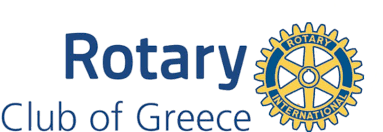 Rotary
Club of Greece
ROTARY
INTERNATIONAL